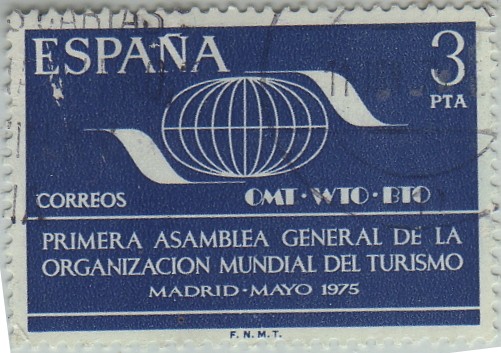 ESPAÑA
3
PTA
CORREOS
OMT·WTO·BTO
PRIMERA ASAMBLEA GENERAL DE LA
ORGANIZACION MUNDIAL DEL TURISMO
MADRID·MAYO 1975
F.N.M.T.